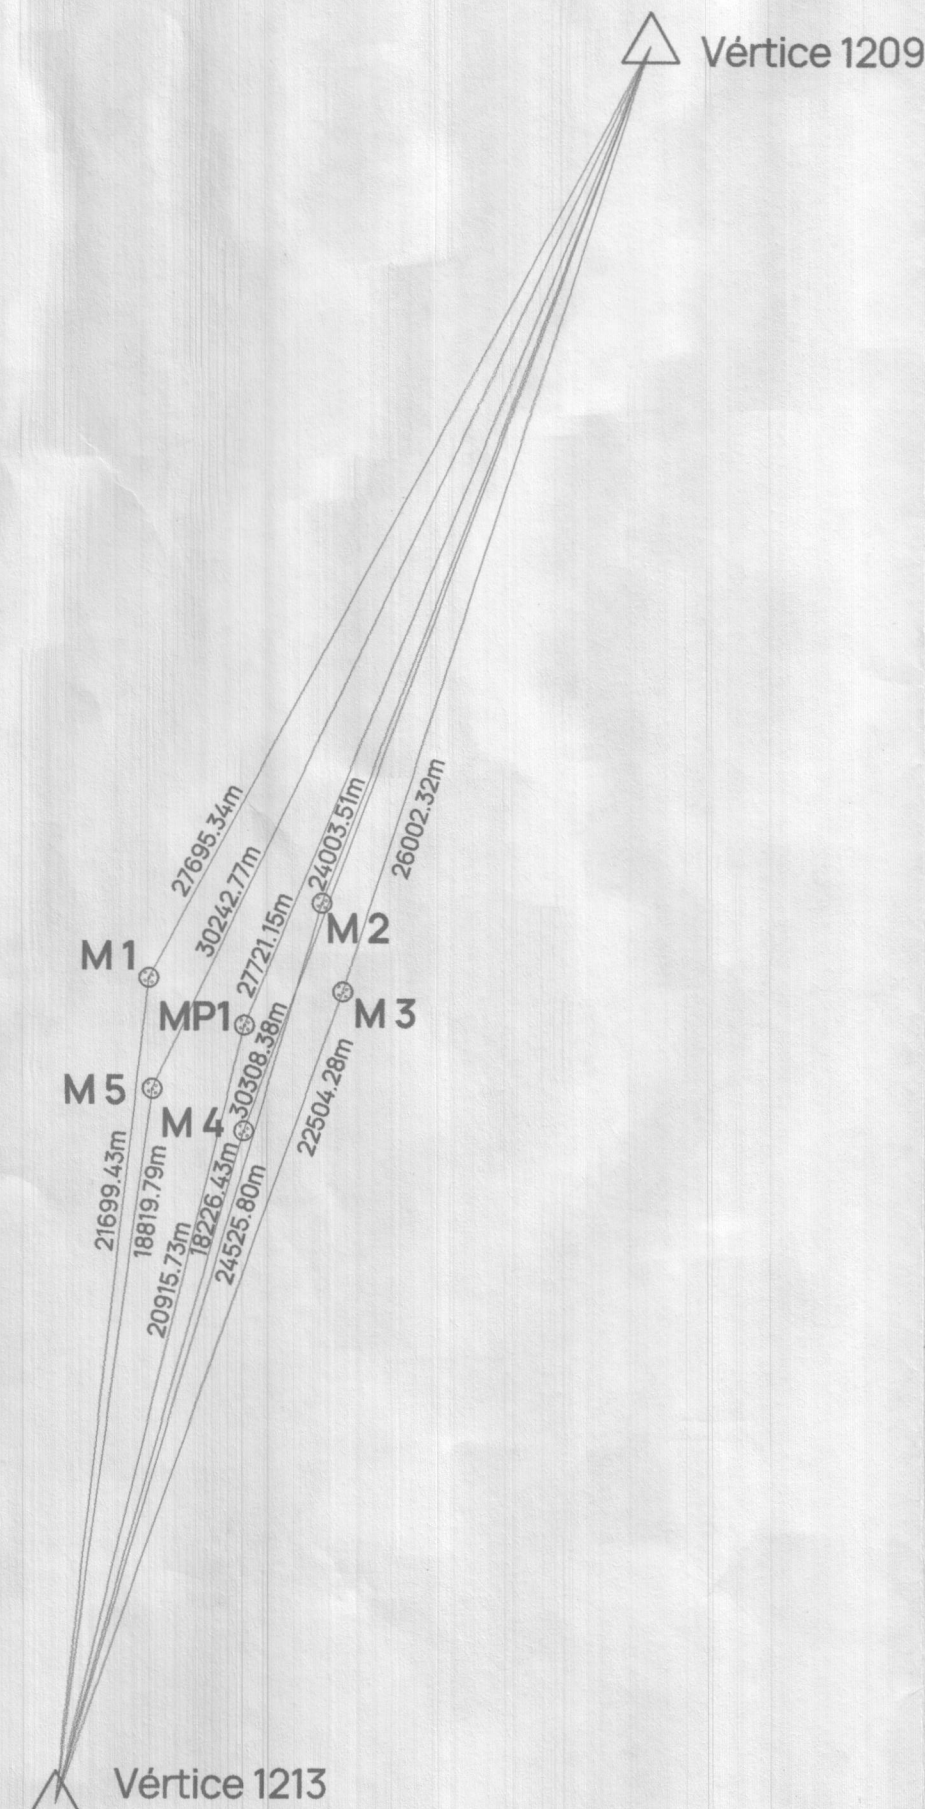 Vértice 1209
27695.34m
30242.77m
27721.15m
24003.51m
26002.32m
M 1
M 2
MP1
M 3
M 5
M 4
30308.38m
22504.28m
21699.43m
18819.79m
20915.73m
18226.43m
24525.80m
Vértice 1213